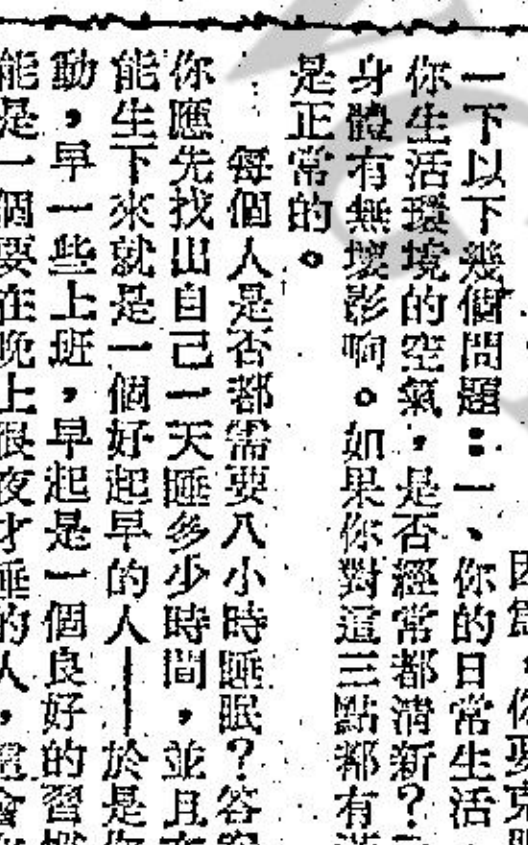 因為，你要克服
一下以下幾個問題：一、你的日常生活
你生活環境的空氣，是否經常都清新？
身體有無壞影响。如果你對這三點都有
是正常的。
每個人是否都需要八小時睡眠？答
你應先找出自己一天睡多少時間，並且
能生下來就是一個好起早的人——於是你
動，早一些上班，早起是一個良好的習慣
能是一個要在晚上很夜才睡的人，還會